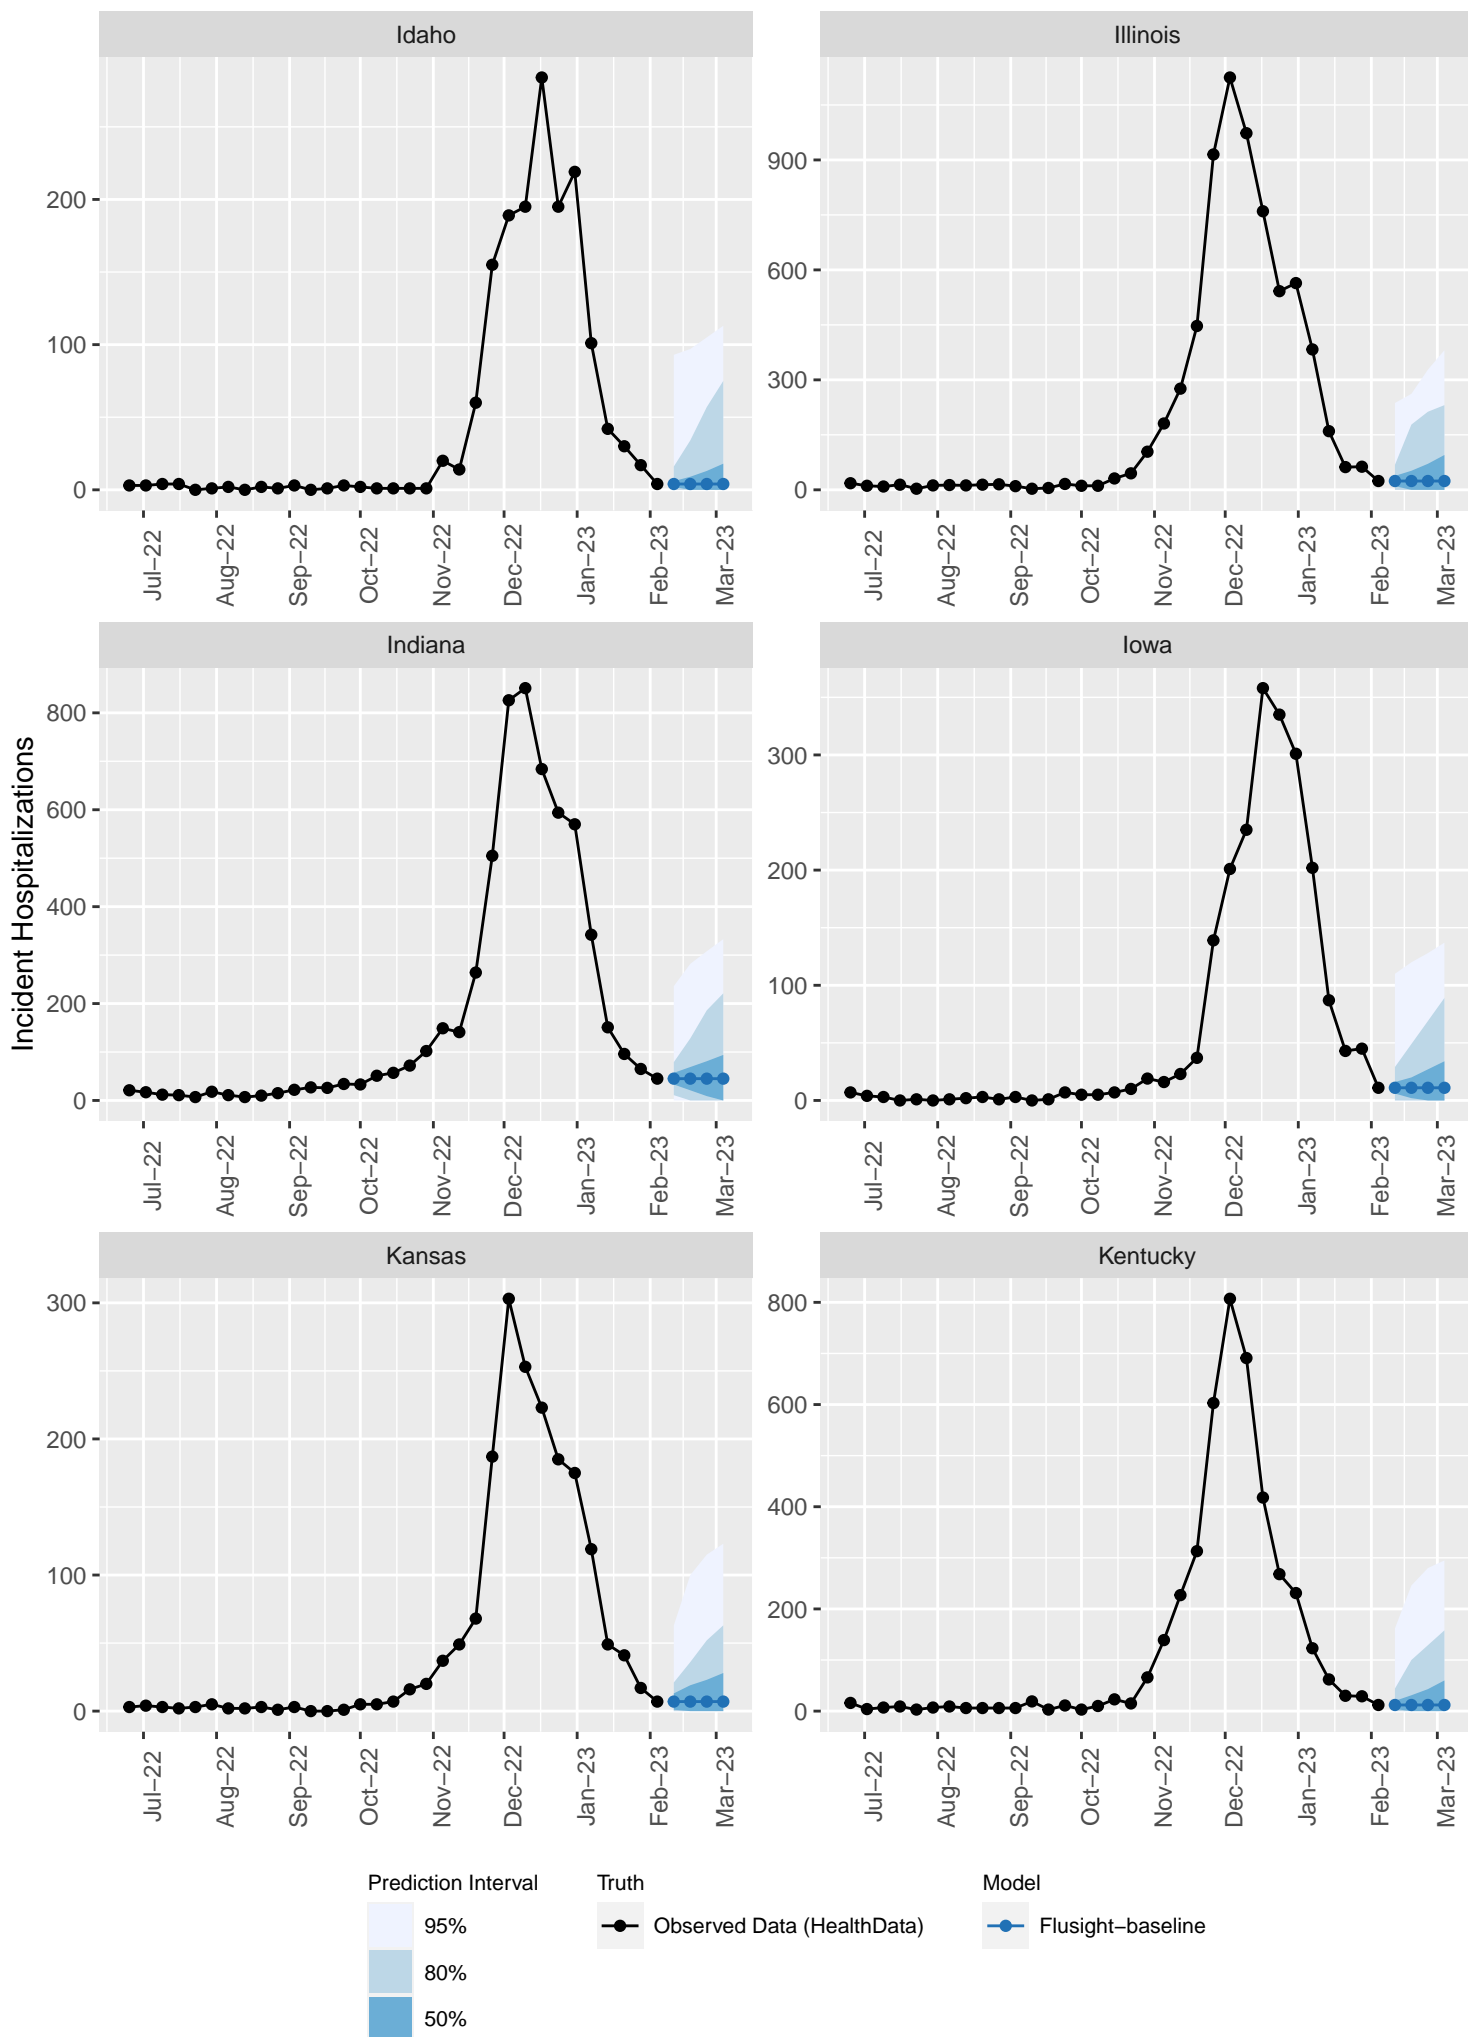 Idaho
Illinois
200
100
0
900
600
300
0
Jul−22
Aug−22
Sep−22
Oct−22
Nov−22
Dec−22
Jan−23
Feb−23
Mar−23
Jul−22
Aug−22
Sep−22
Oct−22
Nov−22
Dec−22
Jan−23
Feb−23
Mar−23
Indiana
Iowa
Incident Hospitalizations
800
600
400
200
0
300
200
100
0
Jul−22
Aug−22
Sep−22
Oct−22
Nov−22
Dec−22
Jan−23
Feb−23
Mar−23
Jul−22
Aug−22
Sep−22
Oct−22
Nov−22
Dec−22
Jan−23
Feb−23
Mar−23
Kansas
Kentucky
300
200
100
0
800
600
400
200
0
Jul−22
Aug−22
Sep−22
Oct−22
Nov−22
Dec−22
Jan−23
Feb−23
Mar−23
Jul−22
Aug−22
Sep−22
Oct−22
Nov−22
Dec−22
Jan−23
Feb−23
Mar−23
Prediction Interval
95%
80%
50%
Truth
Observed Data (HealthData)
Model
Flusight−baseline